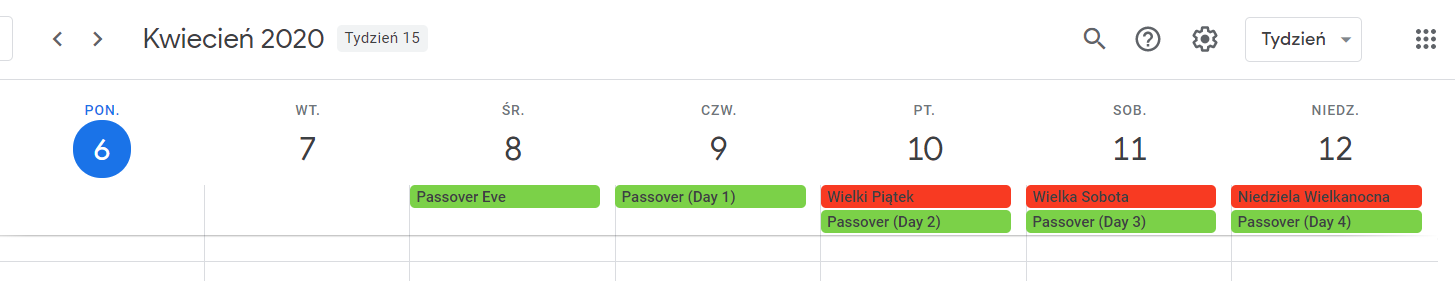 Kwiecień 2020 Tydzień 15 Tydzień
PON. WT. ŚR. CZW. PT. SOB. NIEDZ.
6 7 8 9 10 11 12
Passover Eve Passover (Day 1) Wielki Piątek Wielka Sobota Niedziela Wielkanocna
Passover (Day 2) Passover (Day 3) Passover (Day 4)